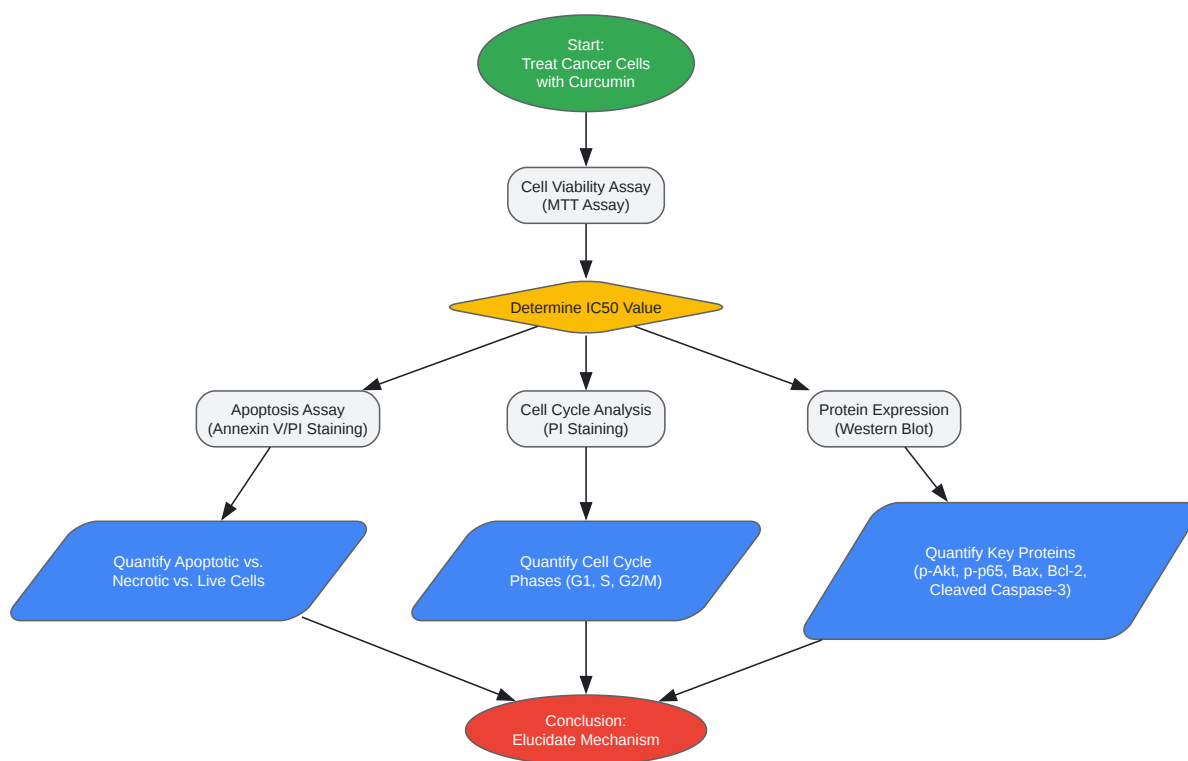 Start:
Treat Cancer Cells
with Curcumin
Cell Viability Assay
(MTT Assay)
Determine IC50 Value
Apoptosis Assay
(Annexin V/PI Staining)
Cell Cycle Analysis
(PI Staining)
Protein Expression
(Western Blot)
Quantify Apoptotic vs.
Necrotic vs. Live Cells
Quantify Cell Cycle
Phases (G1, S, G2/M)
Quantify Key Proteins
(p-Akt, p-p65, Bax, Bcl-2,
Cleaved Caspase-3)
Conclusion:
Elucidate Mechanism